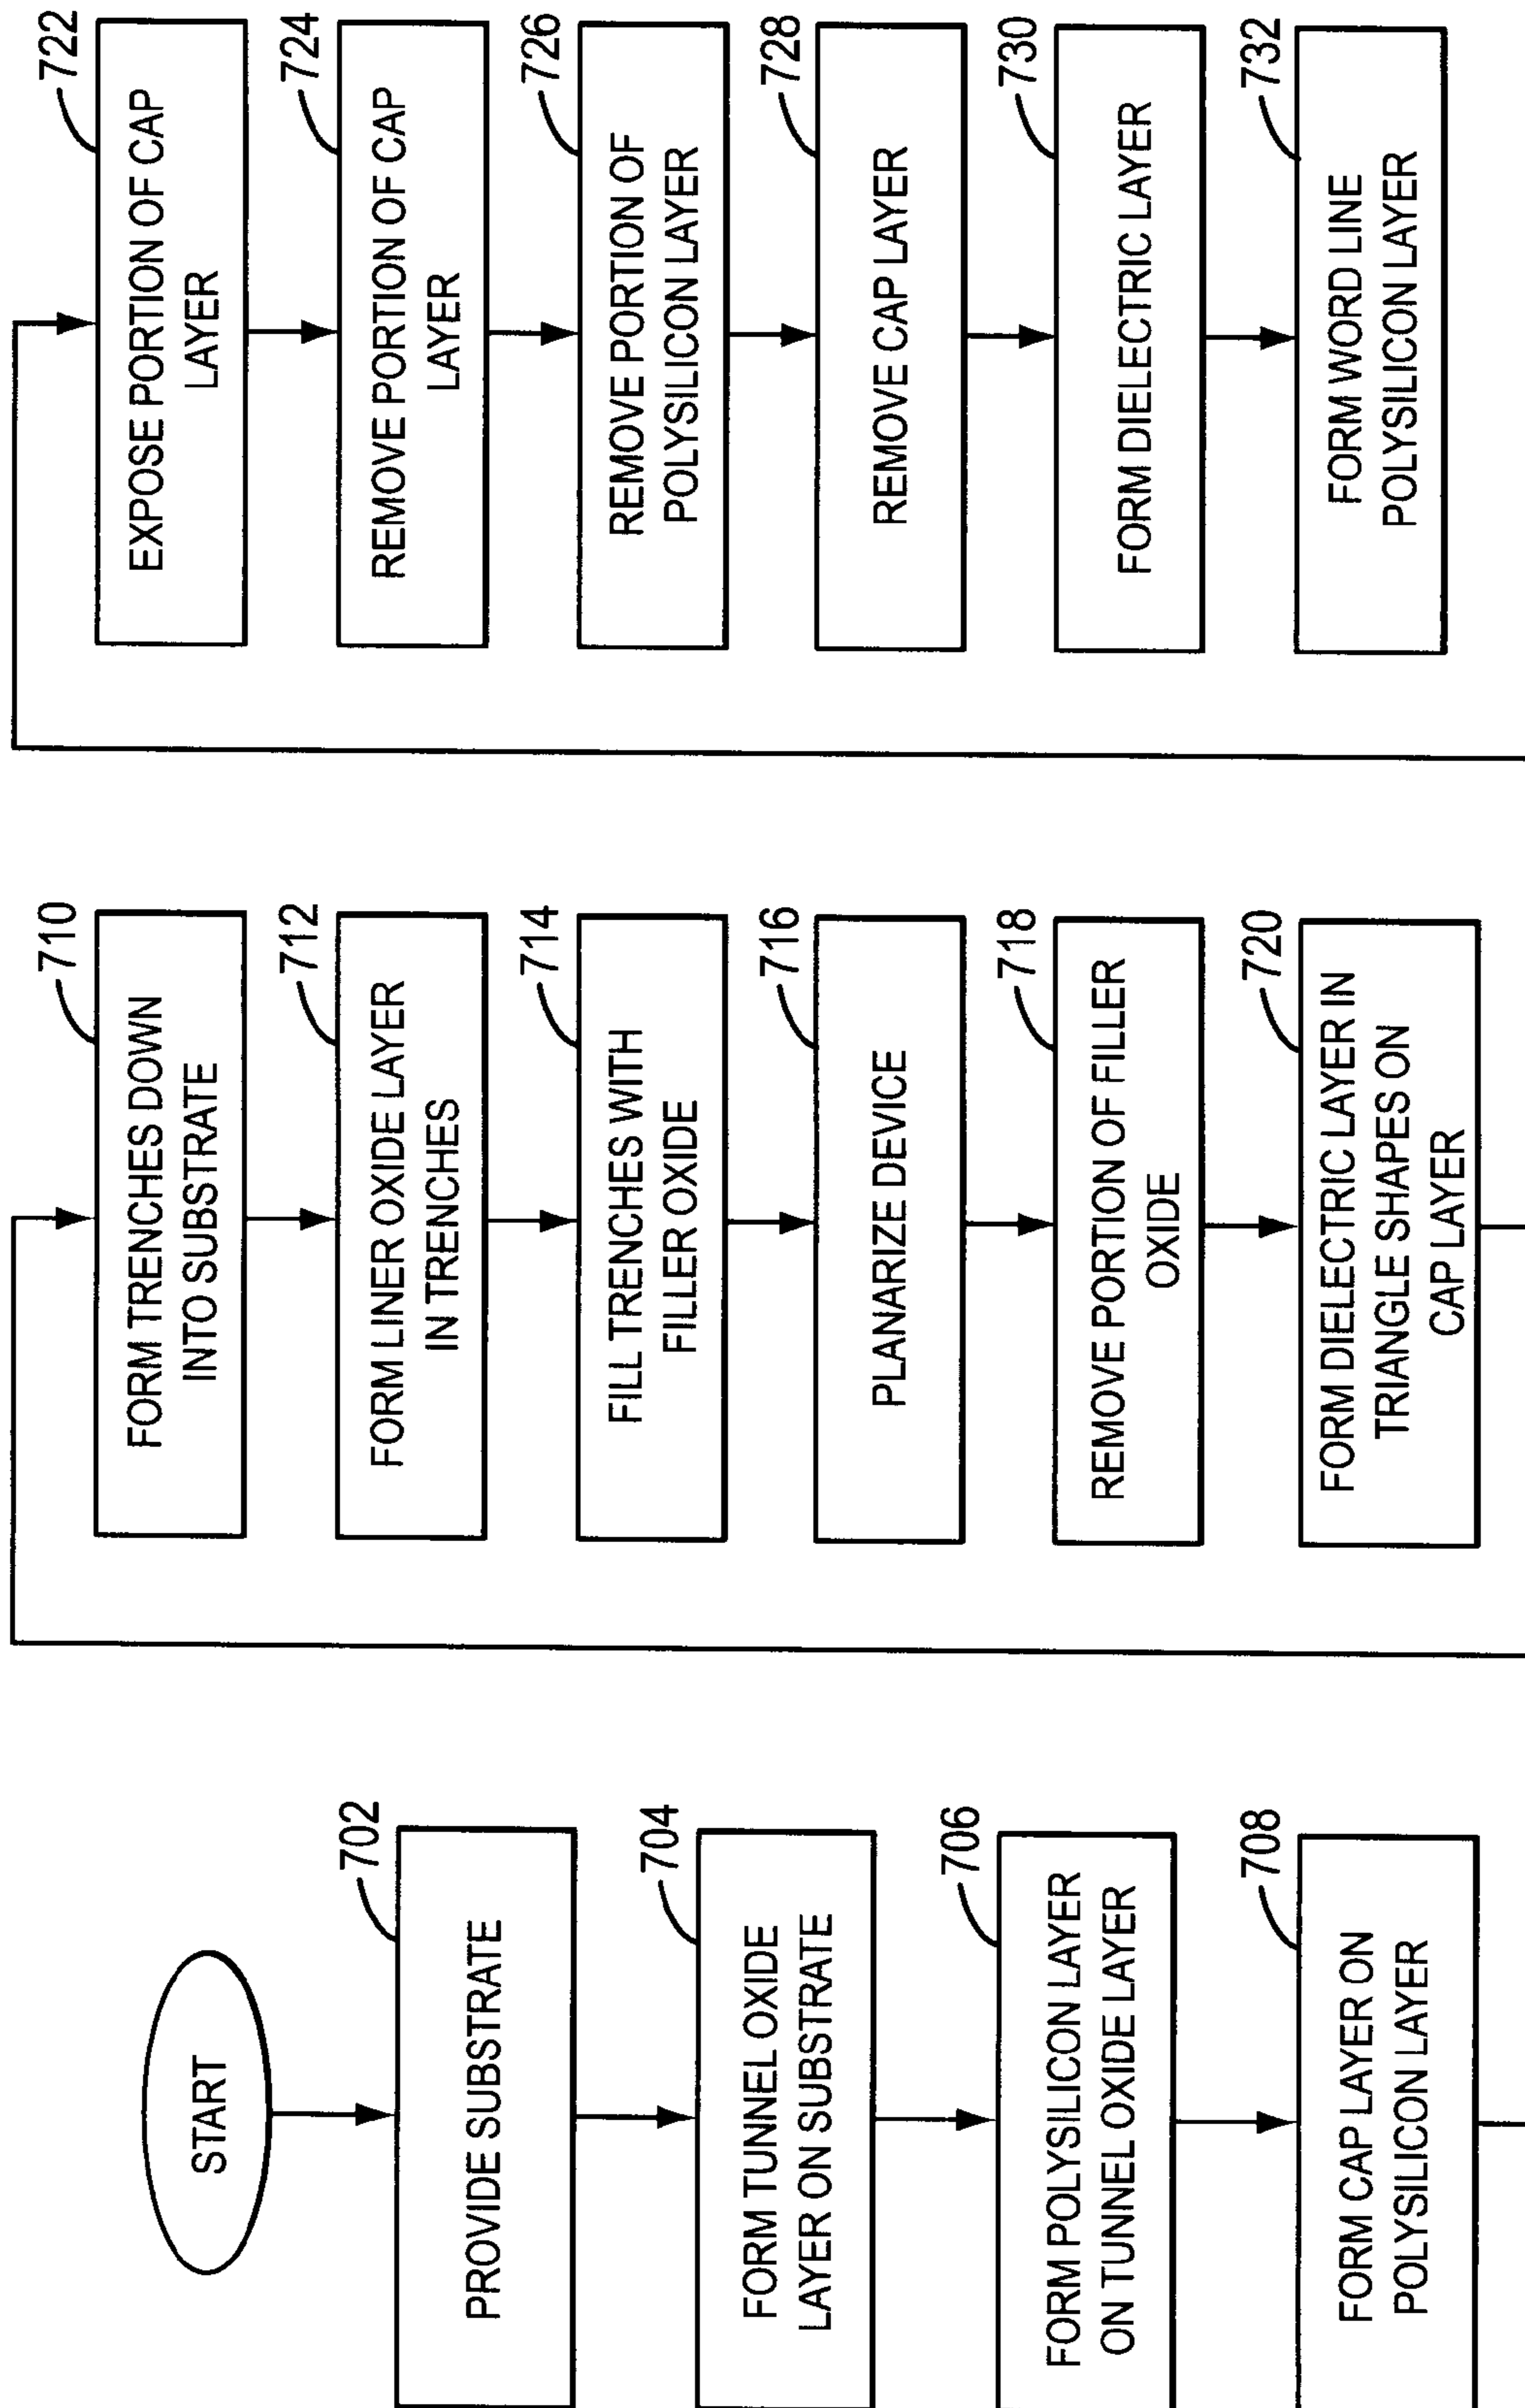 START
702
PROVIDE SUBSTRATE
704
FORM TUNNEL OXIDE
LAYER ON SUBSTRATE
706
FORM POLYSILICON LAYER
ON TUNNEL OXIDE LAYER
708
FORM CAP LAYER ON
POLYSILICON LAYER
710
FORM TRENCHES DOWN
INTO SUBSTRATE
712
FORM LINER OXIDE LAYER
IN TRENCHES
714
FILL TRENCHES WITH
FILLER OXIDE
716
PLANARIZE DEVICE
718
REMOVE PORTION OF FILLER
OXIDE
720
FORM DIELECTRIC LAYER IN
TRIANGLE SHAPES ON
CAP LAYER
722
EXPOSE PORTION OF CAP
LAYER
724
REMOVE PORTION OF CAP
LAYER
726
REMOVE PORTION OF
POLYSILICON LAYER
728
REMOVE CAP LAYER
730
FORM DIELECTRIC LAYER
732
FORM WORD LINE
POLYSILICON LAYER